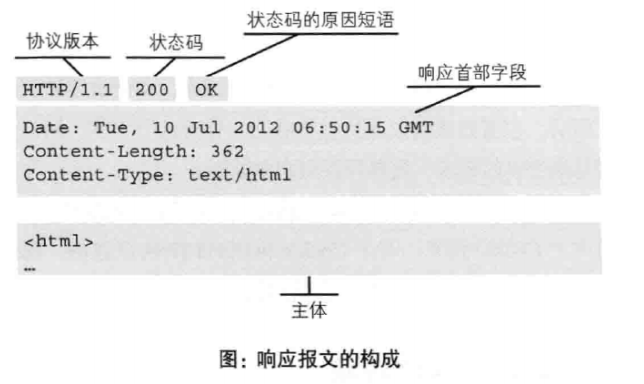 状态码的原因短语
协议版本 状态码
响应首部字段
HTTP/1.1 200 OK
Date: Tue, 10 Jul 2012 06:50:15 GMT
Content-Length: 362
Content-Type: text/html
<html>
…
主体
图：响应报文的构成